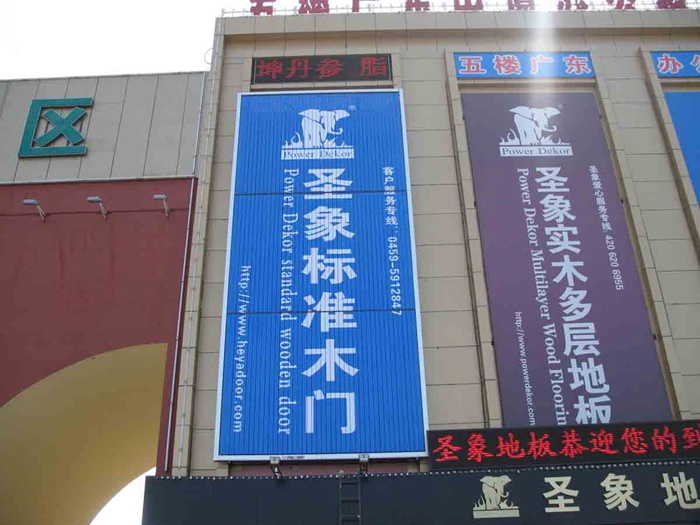 坤丹参 脂
五楼广东
Power Dekor
圣象标准木门
Power Dekor standard wooden door
客户服务专线：0459-5912847
http://www.heyadoor.com
Power Dekor
圣象实木多层地板
Power Dekor Multilayer Wood Floorin
圣象爱心服务专线: 420 620 6955
http://www.powerdekor.com
圣象地板恭迎您的到
圣象地